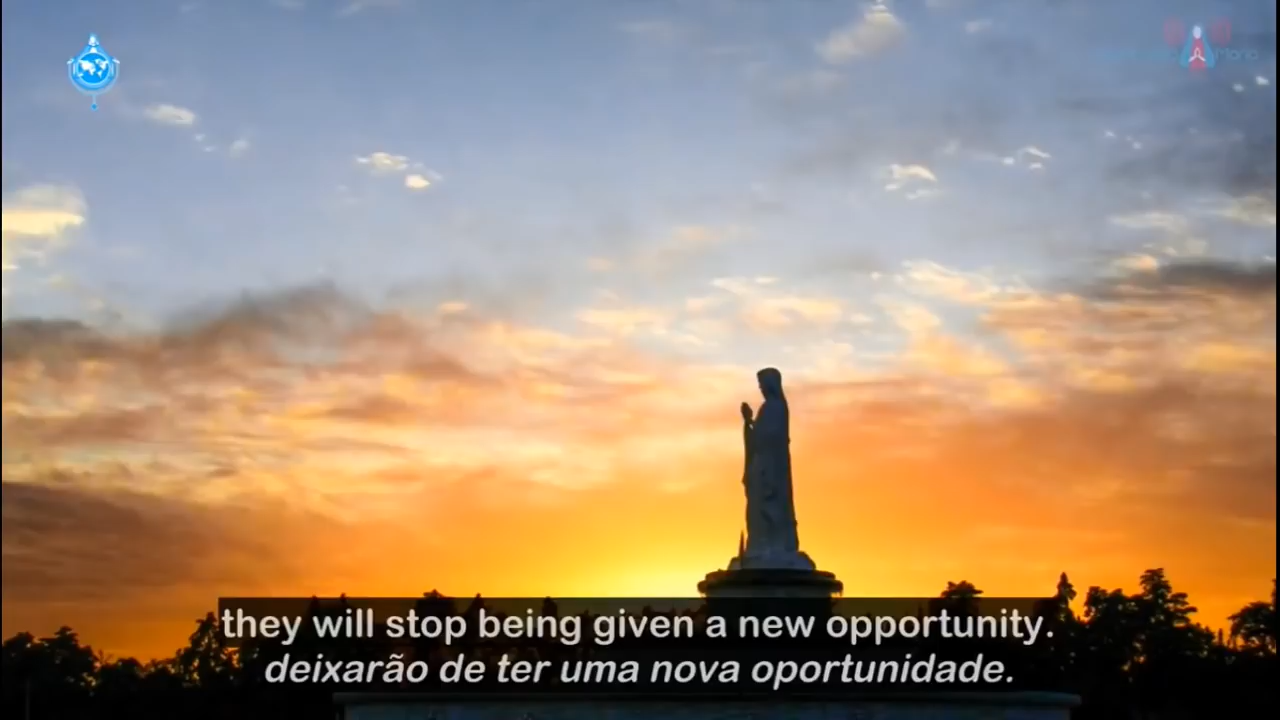 they will stop being given a new opportunity.
deixarão de ter uma nova oportunidade.